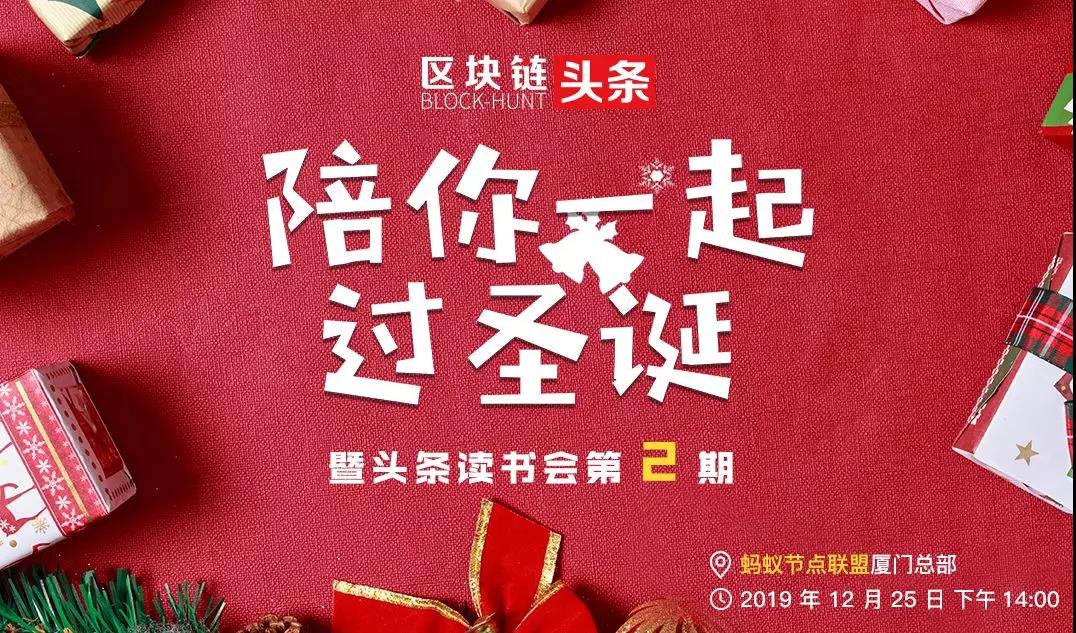 区块链 头条
BLOCK-HUNT
陪你一起
过圣诞
暨头条读书会第2期
蚂蚁节点联盟厦门总部
2019 年 12 月 25 日 下午 14:00